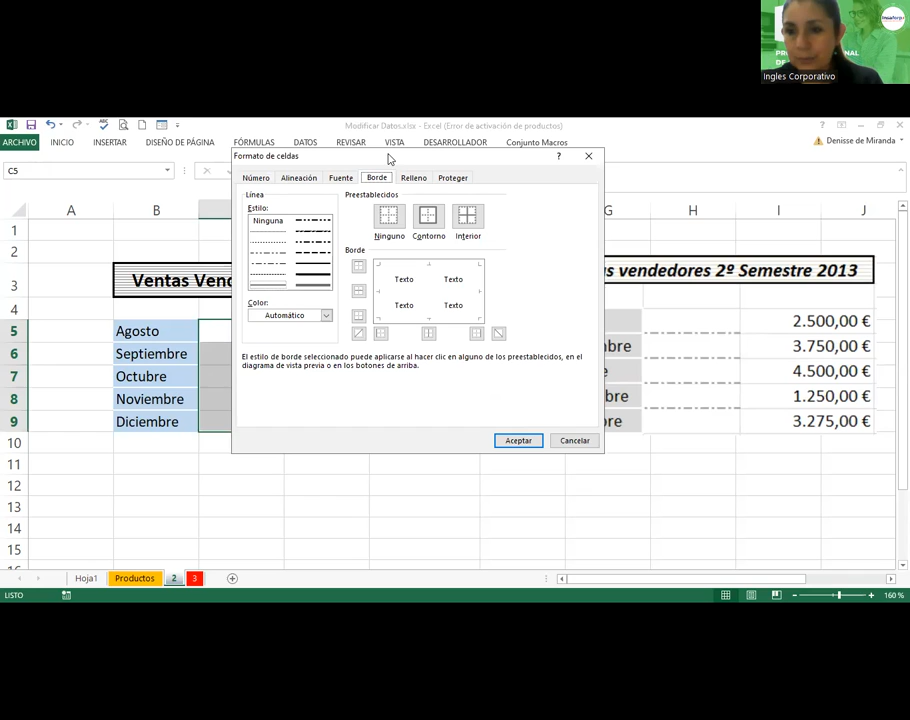 Ingles Corporativo
Modificar Datos.xlsx - Excel (Error de activación de productos)
ARCHIVO INICIO INSERTAR DISEÑO DE PÁGINA FÓRMULAS DATOS REVISAR VISTA DESARROLLADOR Conjunto Macros Denisse de Miranda
Formato de celdas ?
C5
Número Alineación Fuente Borde Relleno Proteger
Línea
Preestablecidos
Estilo:
Ninguna
Ninguno Contorno Interior
Borde
Texto Texto
Texto Texto
Color:
Automático
El estilo de borde seleccionado puede aplicarse al hacer clic en alguno de los preestablecidos, en el
diagrama de vista previa o en los botones de arriba.
Aceptar Cancelar
A B G H I J
1
2
3 Ventas Vend s vendedores 2º Semestre 2013
4
5 Agosto 2.500,00 €
6 Septiembre bre 3.750,00 €
7 Octubre e 4.500,00 €
8 Noviembre bre 1.250,00 €
9 Diciembre re 3.275,00 €
10
11
12
13
14
15
16
Hoja1 Productos 2 3
LISTO 160 %